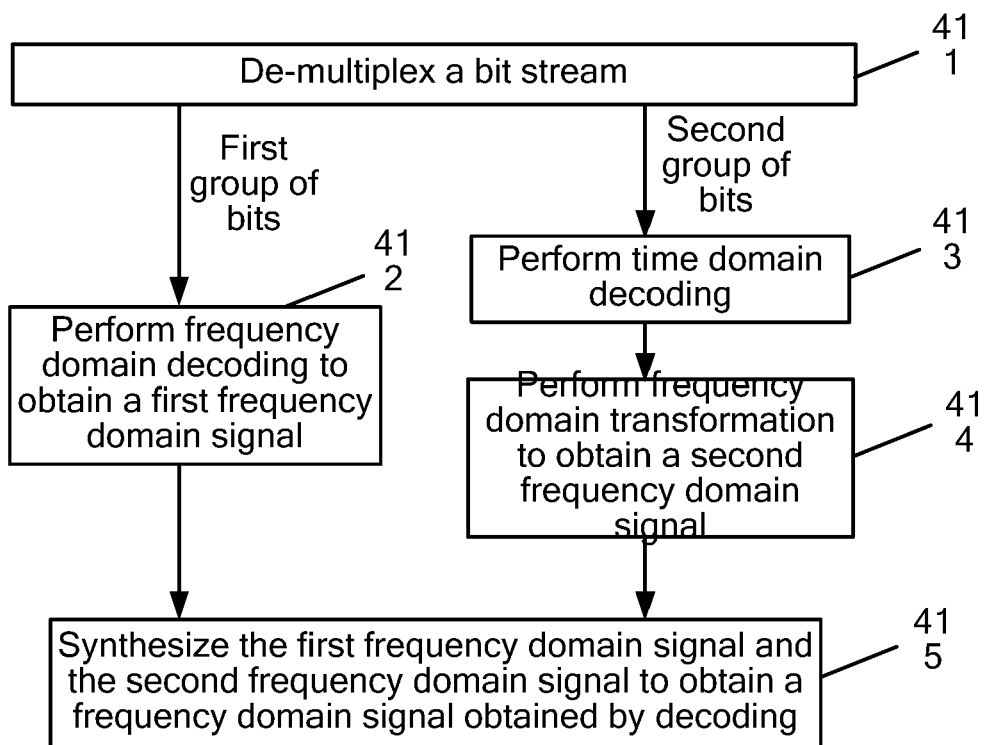 41
1
De-multiplex a bit stream
First
group of
bits
Second
group of
bits
41
3
Perform time domain
decoding
41
2
Perform frequency
domain decoding to
obtain a first frequency
domain signal
Perform frequency
domain transformation
to obtain a second
frequency domain
signal
41
4
Synthesize the first frequency domain signal and
the second frequency domain signal to obtain a
frequency domain signal obtained by decoding
41
5